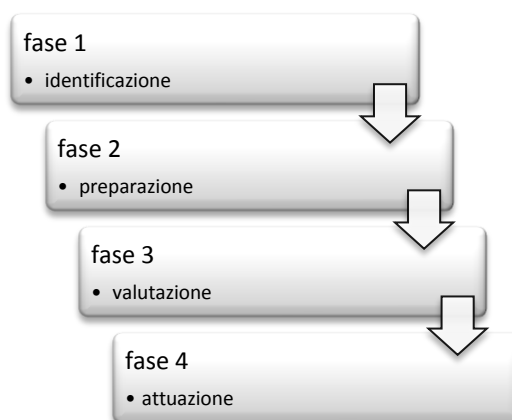 fase 1
• identificazione
fase 2
• preparazione
fase 3
• valutazione
fase 4
• attuazione